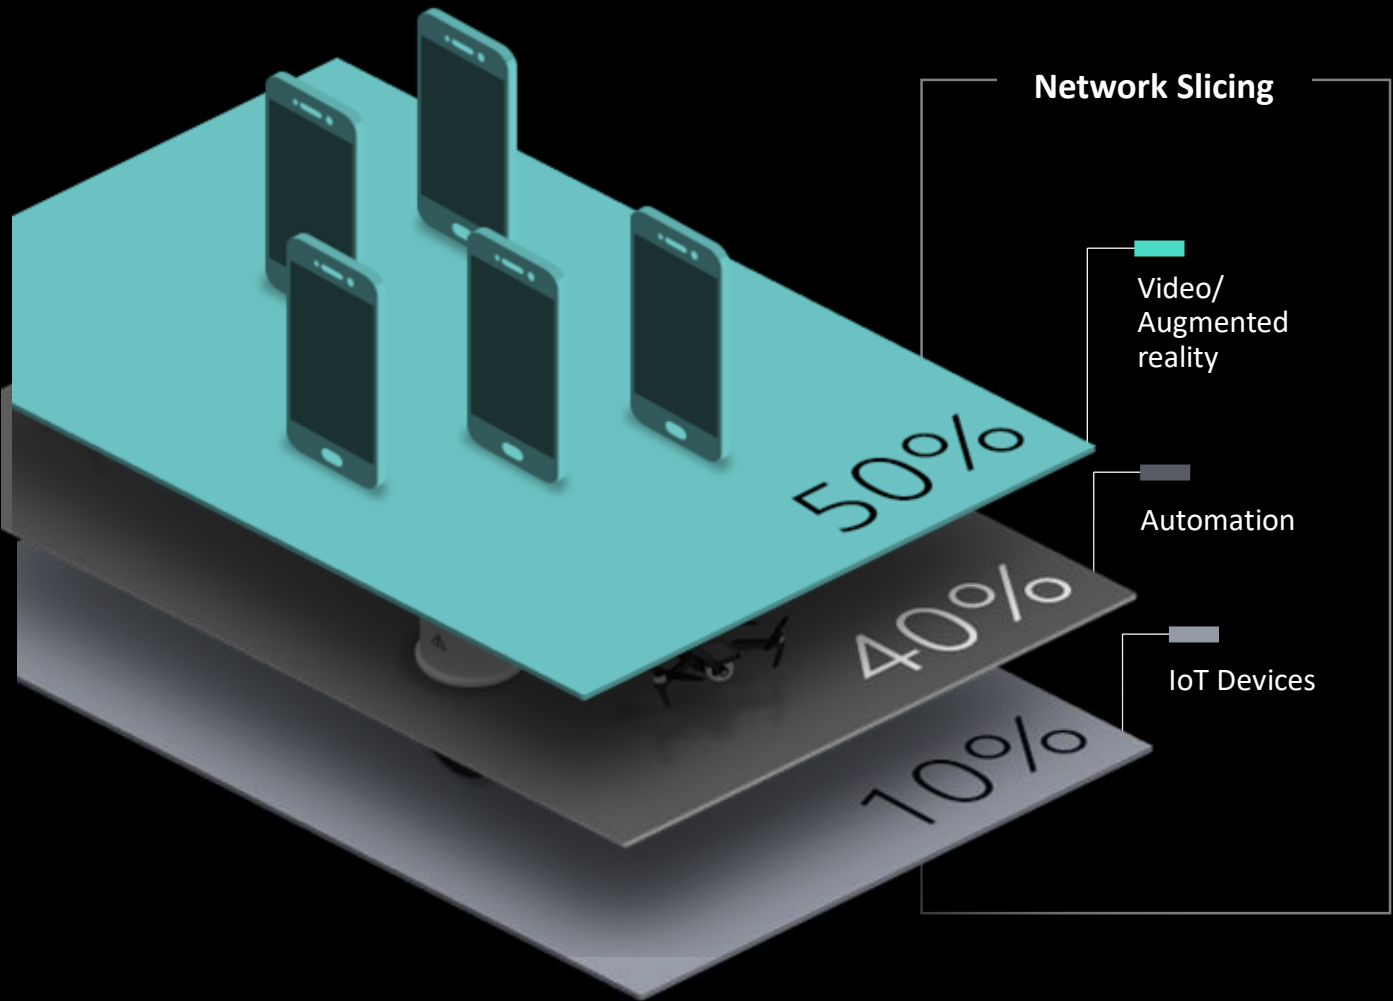 Network Slicing
Video/
Augmented
reality
50%
Automation
40%
IoT Devices
10%